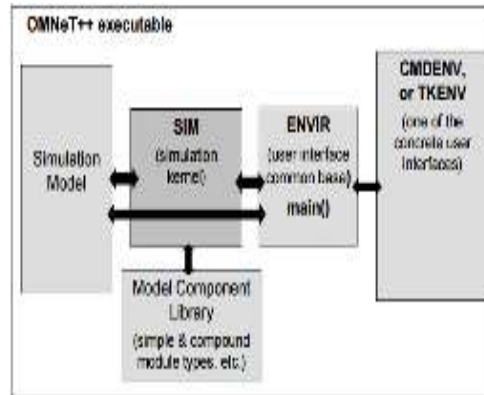 OMNeT++ executable
Simulation
Model
SIM
(simulation
kernel)
ENVIR
(user interface
common base)
main()
CMDENV,
or TKENV
(one of the
concrete user
interfaces)
Model Component
Library
(simple & compound
module types, etc.)